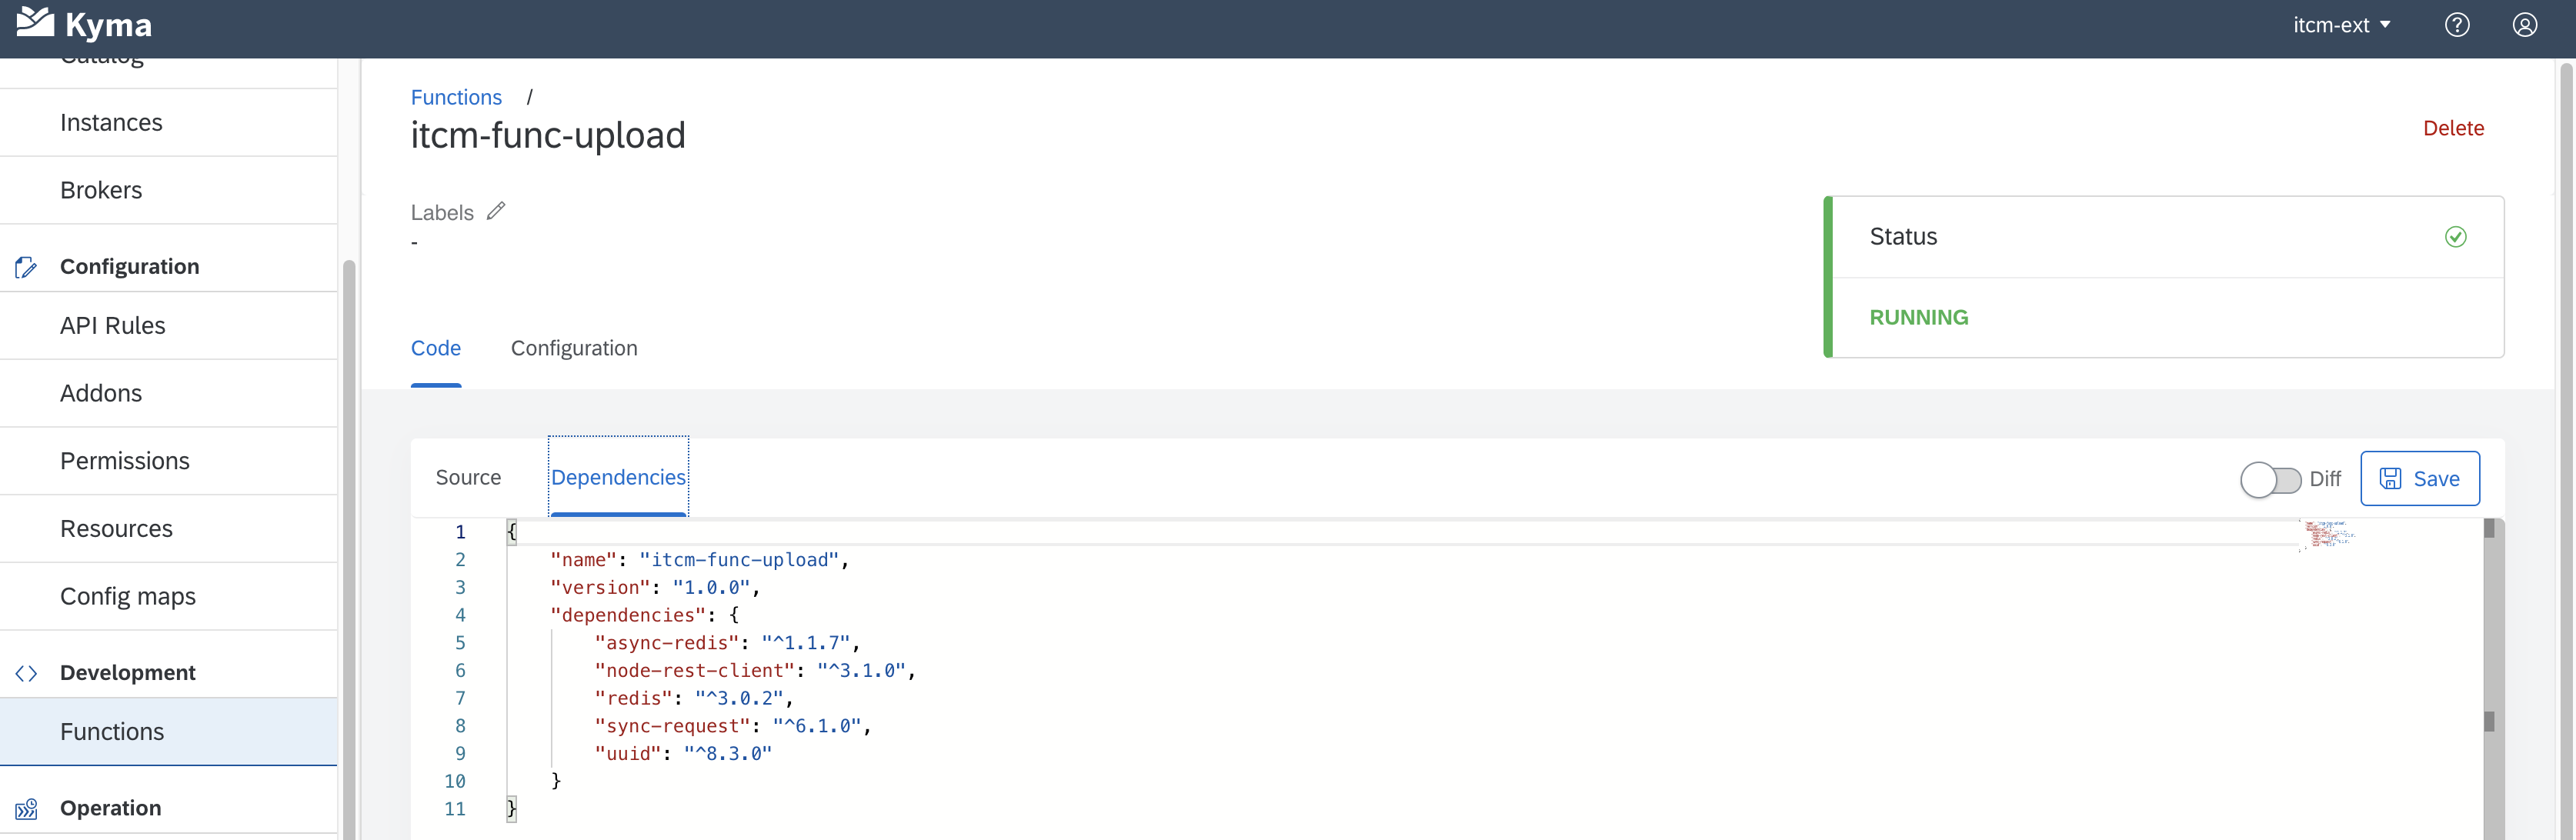 Kyma
itcm-ext
Catalog
Instances
Brokers
Configuration
API Rules
Addons
Permissions
Resources
Config maps
Development
Functions
Operation
Functions /
itcm-func-upload
Delete
Labels
-
Status
RUNNING
Code Configuration
Source Dependencies
Diff
Save
1 {
2 "name": "itcm-func-upload",
3 "version": "1.0.0",
4 "dependencies": {
5 "async-redis": "^1.1.7",
6 "node-rest-client": "^3.1.0",
7 "redis": "^3.0.2",
8 "sync-request": "^6.1.0",
9 "uuid": "^8.3.0"
10 }
11 }